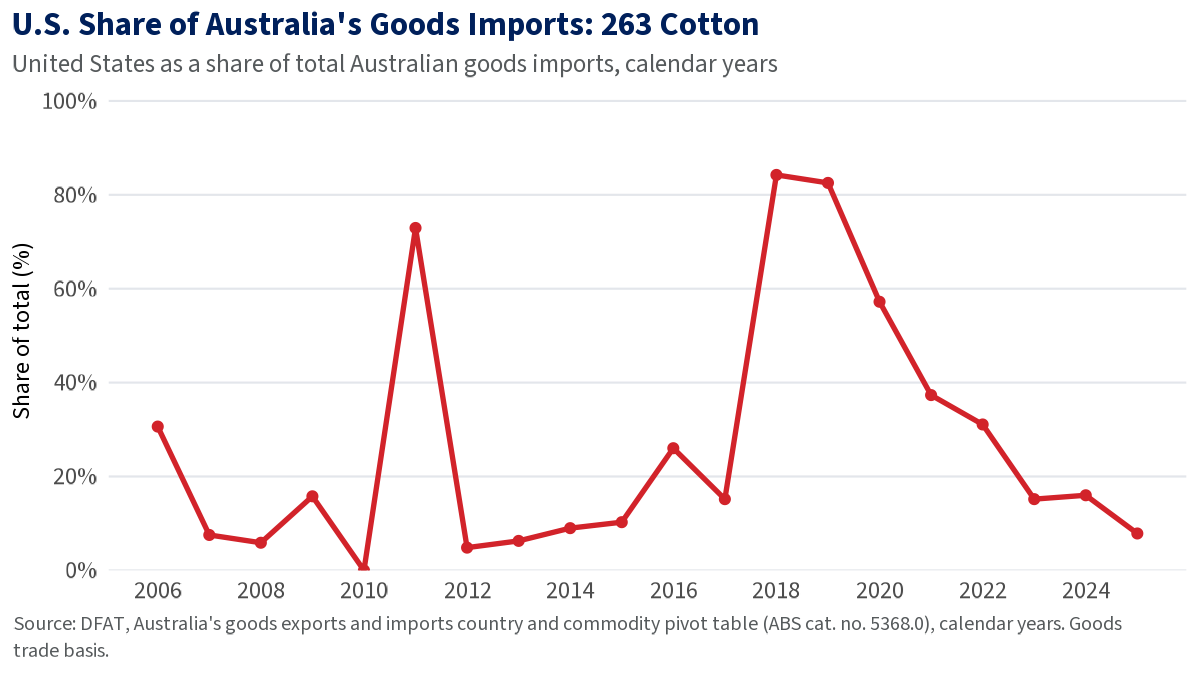 U.S. Share of Australia's Goods Imports: 263 Cotton
United States as a share of total Australian goods imports, calendar years
100%
80%
60%
40%
20%
0%
Share of total (%)
2006 2008 2010 2012 2014 2016 2018 2020 2022 2024
Source: DFAT, Australia's goods exports and imports country and commodity pivot table (ABS cat. no. 5368.0), calendar years. Goods
trade basis.